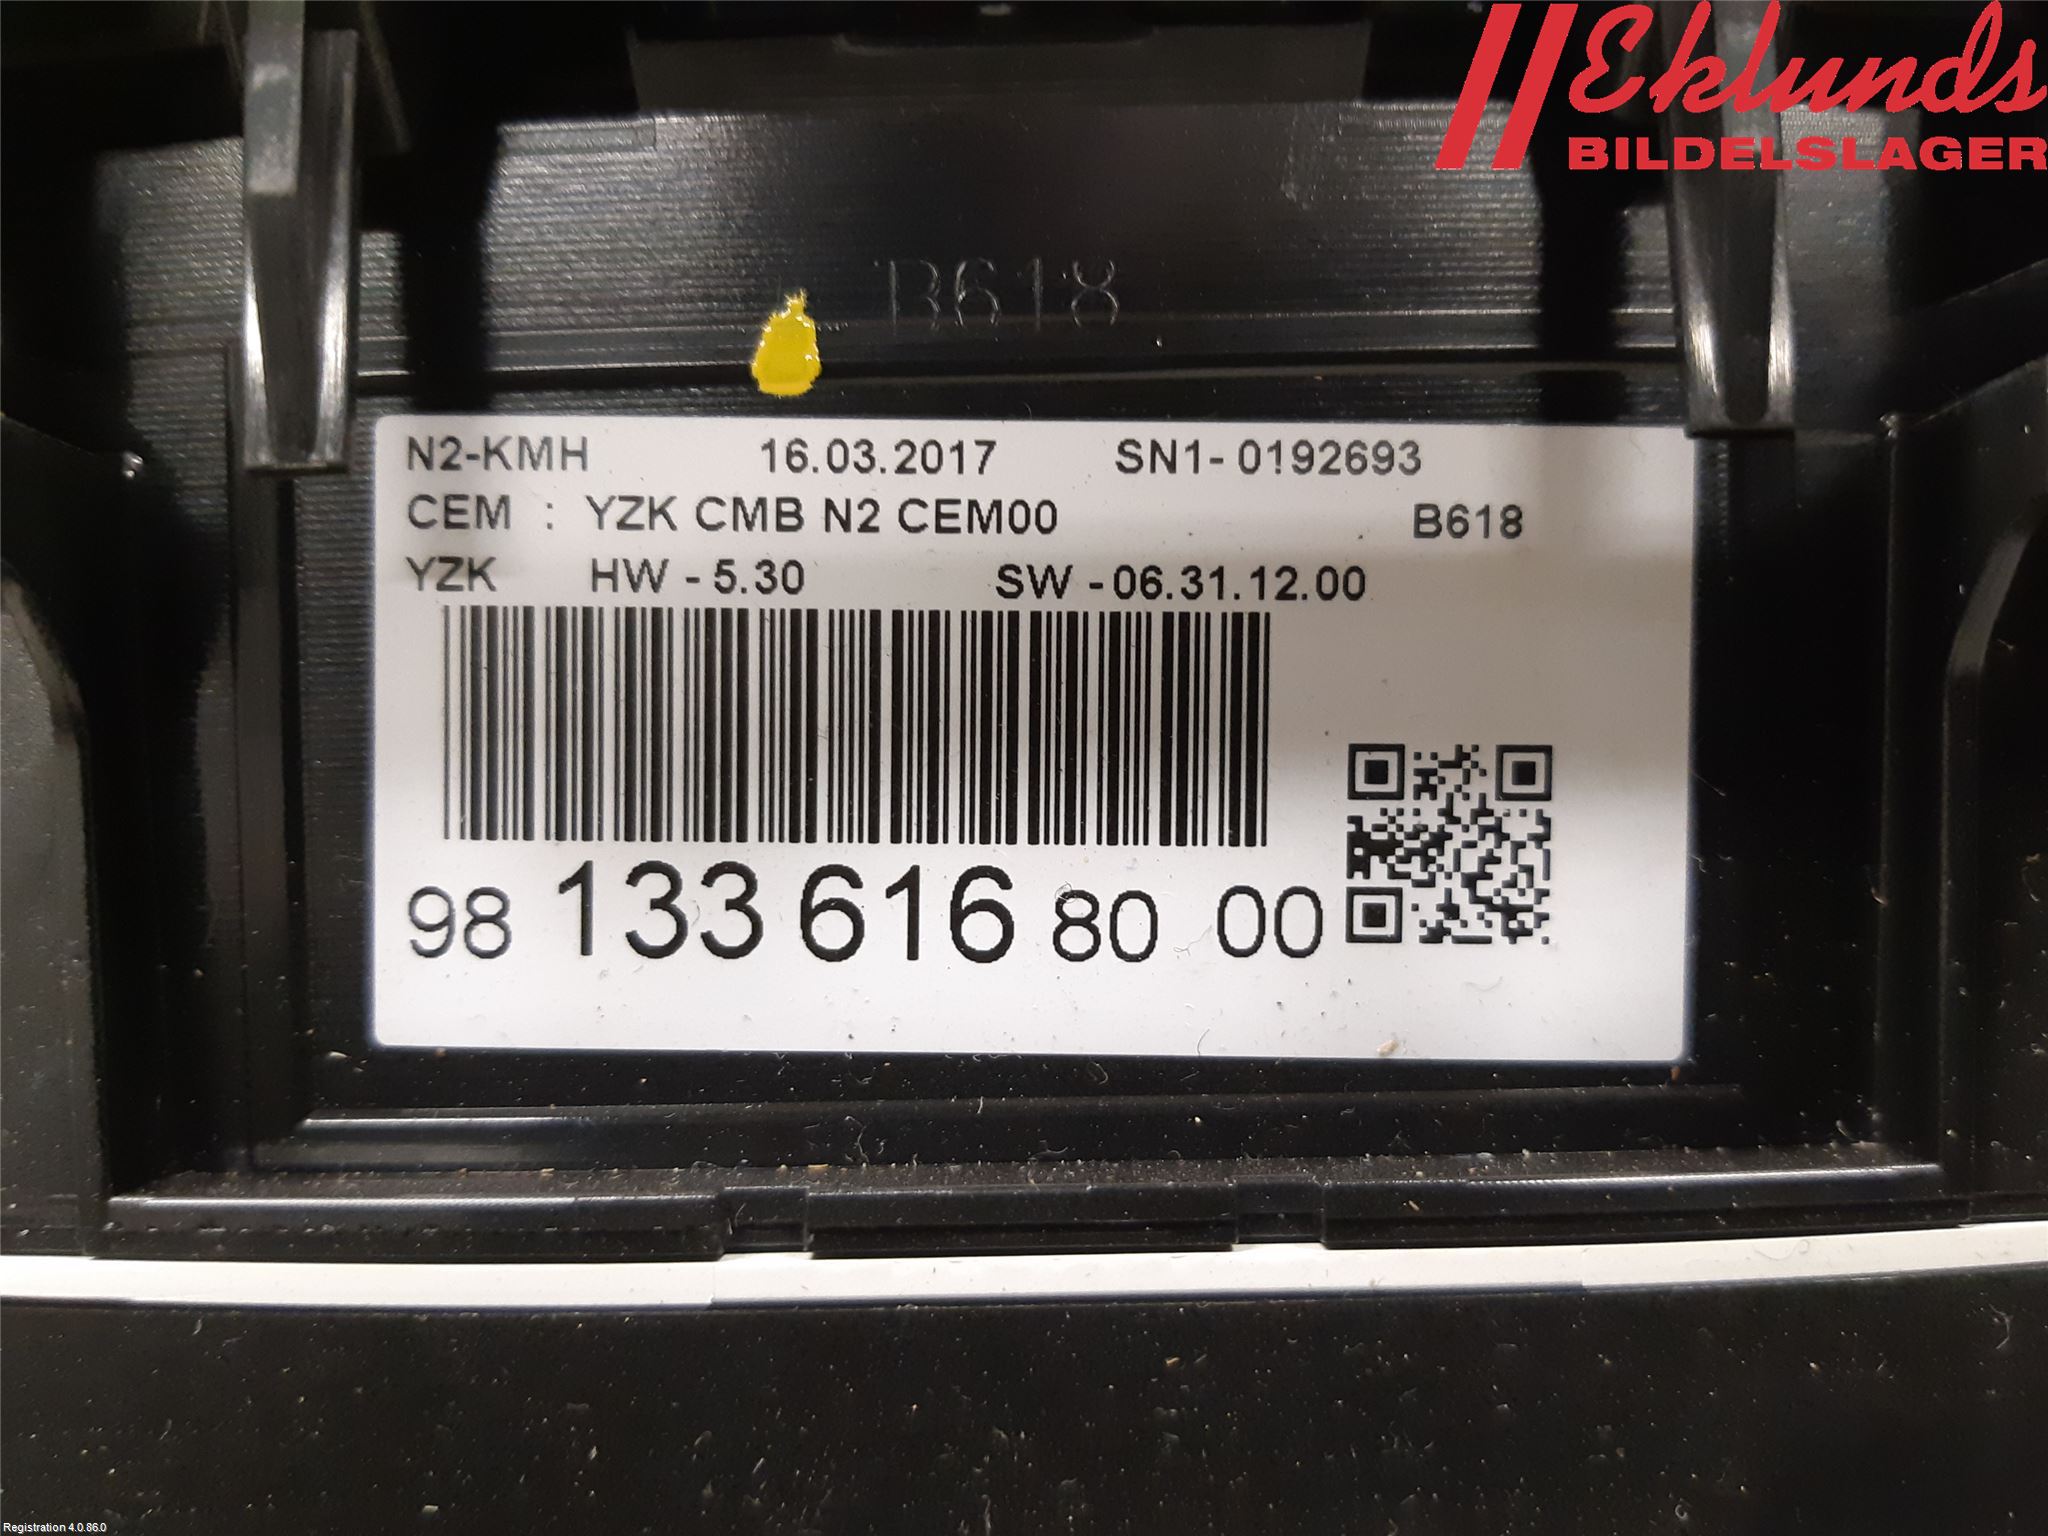 Eklunds
BILDELSLAGER
B618
N2-KMH 16.03.2017 SN1- 0192693
CEM : YZK CMB N2 CEM00 B618
YZK HW - 5.30 SW - 06.31.12.00
98 133 616 80 00
Registration 4.0.86.0